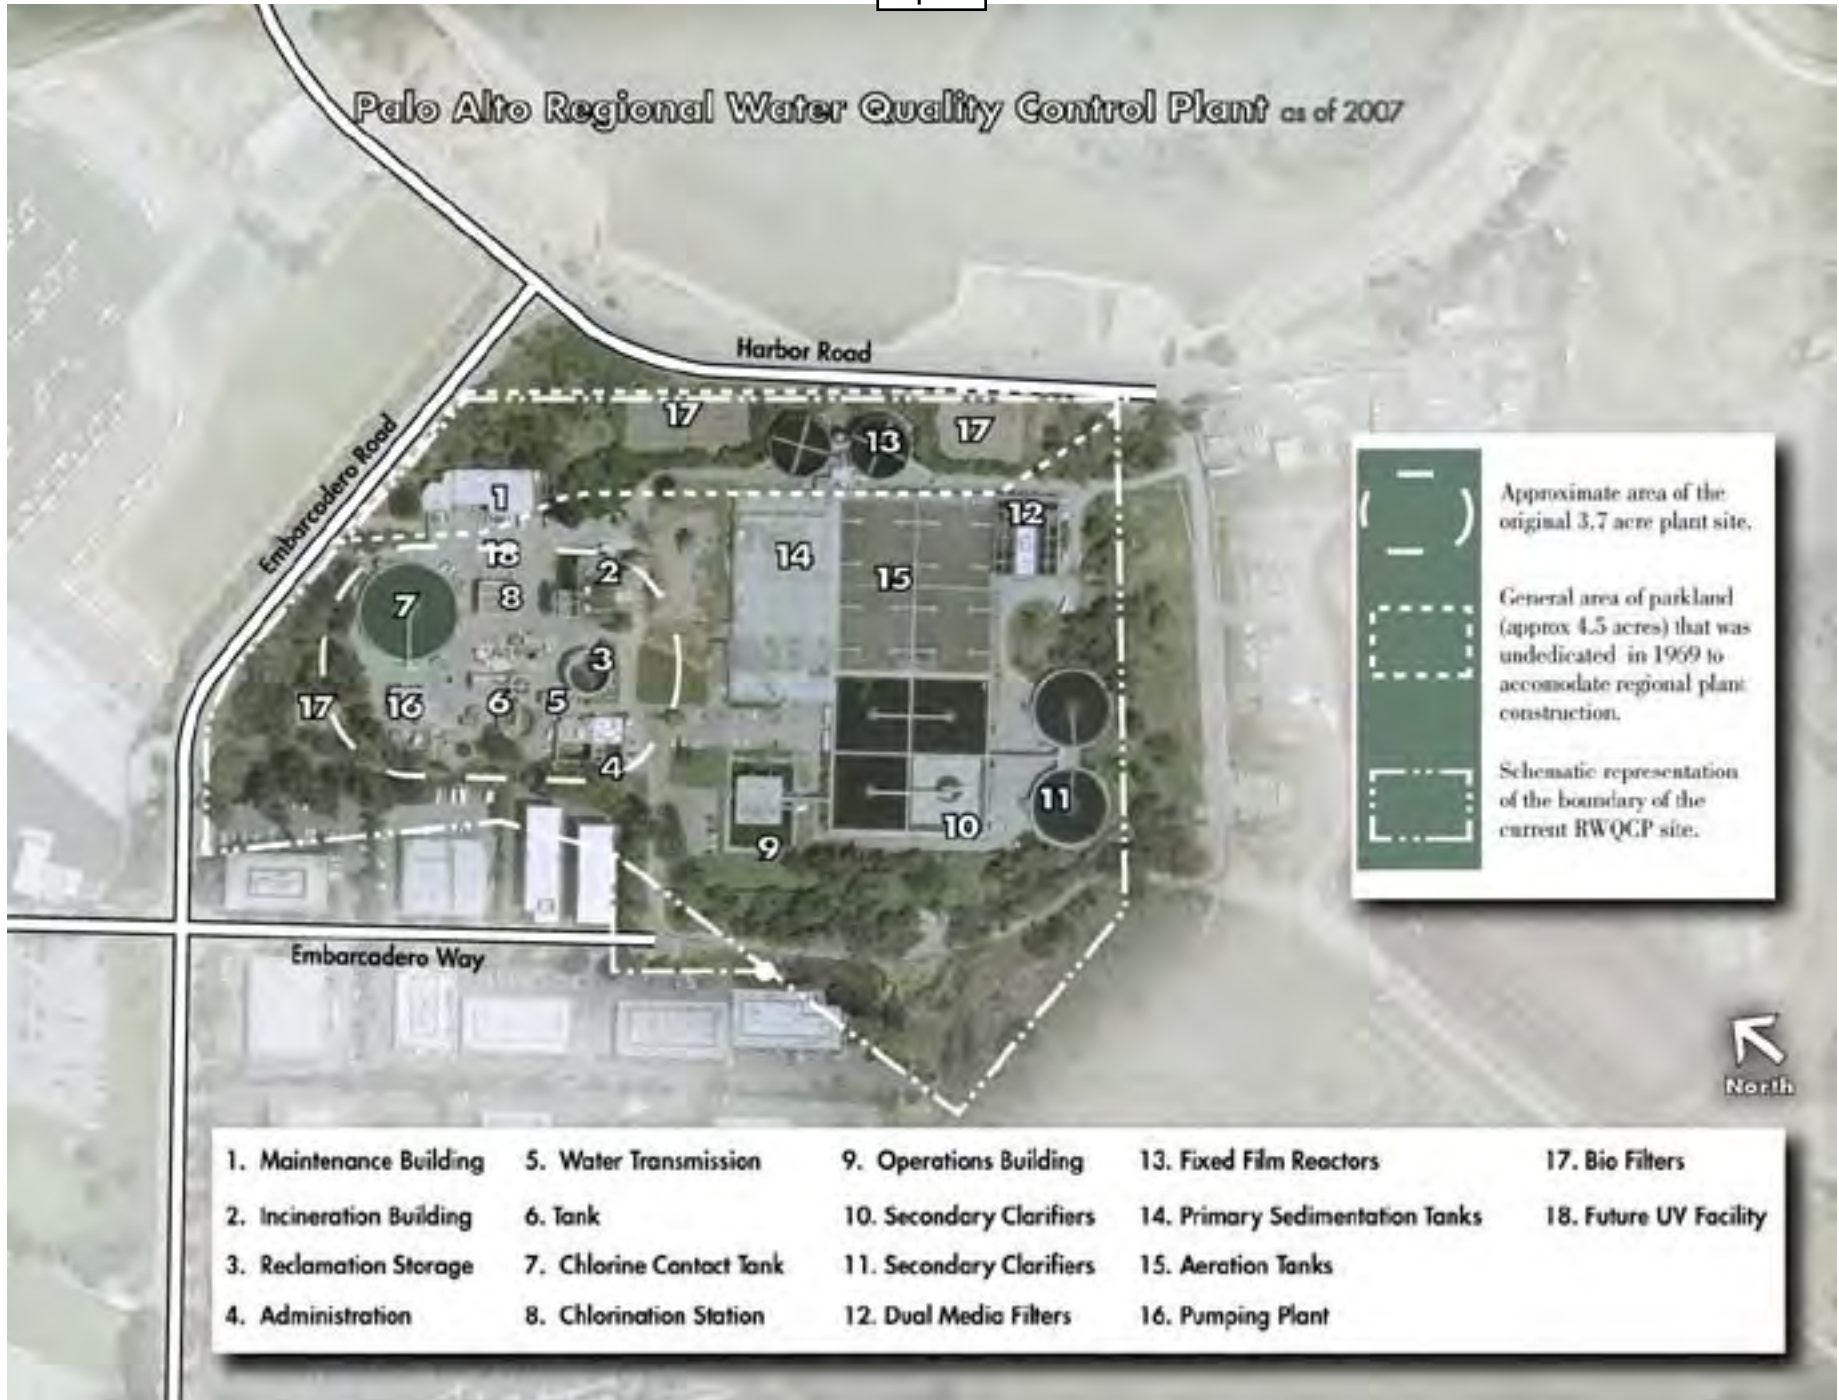 Palo Alto Regional Water Quality Control Plant as of 2007
Harbor Road
Embarcadero Road
17
13
17
1
12
18
2
14
15
7
8
3
17
16
6
5
4
11
10
9
Embarcadero Way
Approximate area of the
original 3.7 acre plant site.
General area of parkland
(approx 4.5 acres) that was
undedicated in 1969 to
accomodate regional plant
construction.
Schematic representation
of the boundary of the
current RWQCP site.
North
1. Maintenance Building
2. Incineration Building
3. Reclamation Storage
4. Administration
5. Water Transmission
6. Tank
7. Chlorine Contact Tank
8. Chlorination Station
9. Operations Building
10. Secondary Clarifiers
11. Secondary Clarifiers
12. Dual Media Filters
13. Fixed Film Reactors
14. Primary Sedimentation Tanks
15. Aeration Tanks
16. Pumping Plant
17. Bio Filters
18. Future UV Facility